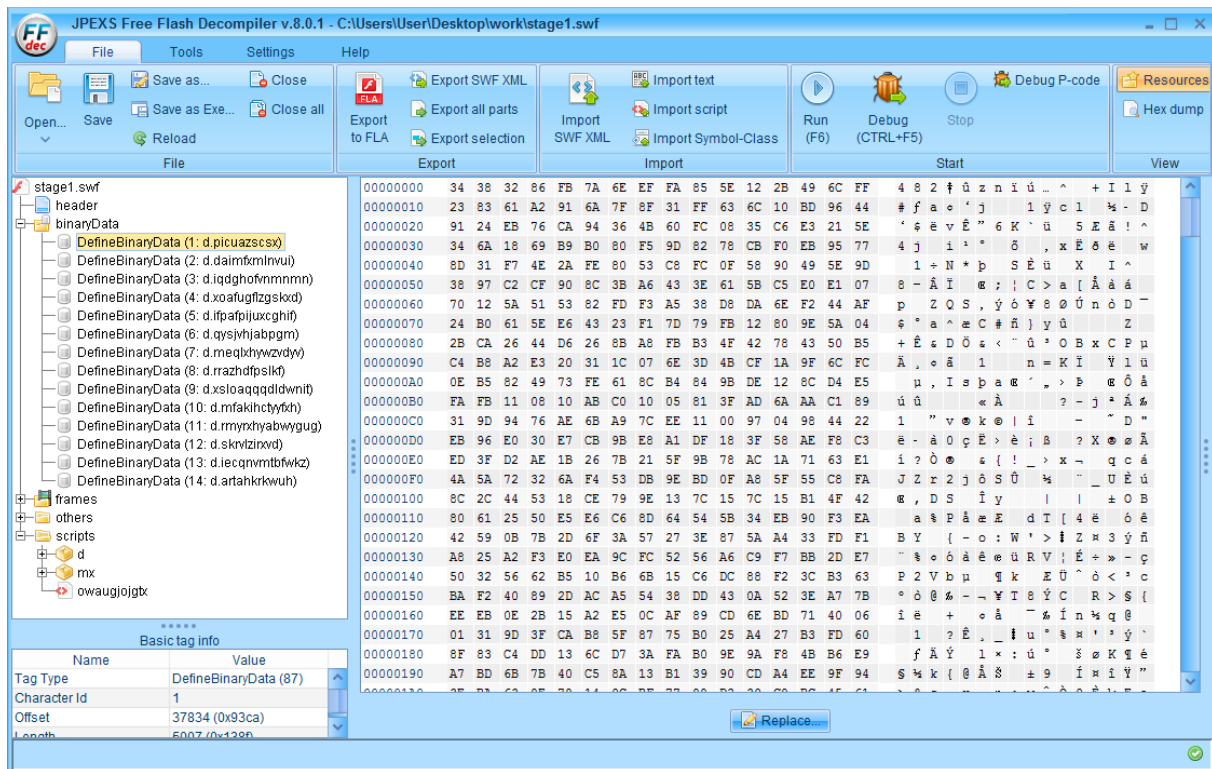 JPEXS Free Flash Decompiler v.8.0.1 - C:\Users\User\Desktop\work\stage1.swf
FF dec
File Tools Settings Help
Open... Save Save as... Save as Exe... Reload Close Close all
File
FLA Export to FLA Export SWF XML Export all parts Export selection
Export
Import SWF XML Import text Import script Import Symbol-Class
Import
Run (F6) Debug (CTRL+F5) Stop Debug P-code
Start
Resources Hex dump
View
stage1.swf
header
binaryData
DefineBinaryData (1: d.picuazscsx)
DefineBinaryData (2: d.daimfxmlnvui)
DefineBinaryData (3: d.iqdghofvnmnmn)
DefineBinaryData (4: d.xoafugflzgskxd)
DefineBinaryData (5: d.ifpafpijuxcghif)
DefineBinaryData (6: d.qysjvhjabpgm)
DefineBinaryData (7: d.meqlxhywzvdyv)
DefineBinaryData (8: d.rrazhdfpslkf)
DefineBinaryData (9: d.xsloaqqqdldwnit)
DefineBinaryData (10: d.mfakihctyyfxh)
DefineBinaryData (11: d.rmyrxhyabwygug)
DefineBinaryData (12: d.skrvlzirxvd)
DefineBinaryData (13: d.iecqnvmtbfwkz)
DefineBinaryData (14: d.artahkrkwuh)
frames
others
scripts
d
mx
owaugjojgtx
Basic tag info
Name Value
Tag Type DefineBinaryData (87)
Character Id 1
Offset 37834 (0x93ca)
Length 5007 (0x138f)
00000000 34 38 32 86 FB 7A 6E EF FA 85 5E 12 2B 49 6C FF 4 8 2 † û z n ï ú … ^ + I l ÿ
00000010 23 83 61 A2 91 6A 7F 8F 31 FF 63 6C 10 BD 96 44
00000020 91 24 EB 76 CA 94 36 4B 60 FC 08 35 C6 E3 21 5E
00000030 34 6A 18 69 B9 B0 80 F5 9D 82 78 CB F0 EB 95 77
00000040 8D 31 F7 4E 2A FE 80 53 C8 FC 0F 58 90 49 5E 9D
00000050 38 97 C2 CF 90 8C 3B A6 43 3E 61 5B C5 E0 E1 07
00000060 70 12 5A 51 53 82 FD F3 A5 38 D8 DA 6E F2 44 AF
00000070 24 B0 61 5E E6 43 23 F1 7D 79 FB 12 80 9E 5A 04
00000080 2B CA 26 44 D6 26 8B A8 FB B3 4F 42 78 43 50 B5
00000090 C4 B8 A2 E3 20 31 1C 07 6E 3D 4B CF 1A 9F 6C FC
000000A0 0E B5 82 49 73 FE 61 8C B4 84 9B DE 12 8C D4 E5
000000B0 FA FB 11 08 10 AB C0 10 05 81 3F AD 6A AA C1 89
000000C0 31 9D 94 76 AE 6B A9 7C EE 11 00 97 04 98 44 22
000000D0 EB 96 E0 30 E7 CB 9B E8 A1 DF 18 3F 58 AE F8 C3
000000E0 ED 3F D2 AE 1B 26 7B 21 5F 9B 78 AC 1A 71 63 E1
000000F0 4A 5A 72 32 6A F4 53 DB 9E BD 0F A8 5F 55 C8 FA
00000100 8C 2C 44 53 18 CE 79 9E 13 7C 15 7C 15 B1 4F 42
00000110 80 61 25 50 E5 E6 C6 8D 64 54 5B 34 EB 90 F3 EA
00000120 42 59 0B 7B 2D 6F 3A 57 27 3E 87 5A A4 33 FD F1
00000130 A8 25 A2 F3 E0 EA 9C FC 52 56 A6 C9 F7 BB 2D E7
00000140 50 32 56 62 B5 10 B6 6B 15 C6 DC 88 F2 3C B3 63
00000150 BA F2 40 89 2D AC A5 54 38 DD 43 0A 52 3E A7 7B
00000160 EE EB 0E 2B 15 A2 E5 0C AF 89 CD 6E BD 71 40 06
00000170 01 31 9D 3F CA B8 5F 87 75 B0 25 A4 27 B3 FD 60
00000180 8F 83 C4 DD 13 6C D7 3A FA B0 9E 9A F8 4B B6 E9
00000190 A7 BD 6B 7B 40 C5 8A 13 B1 39 90 CD A4 EE 9F 94
Replace...